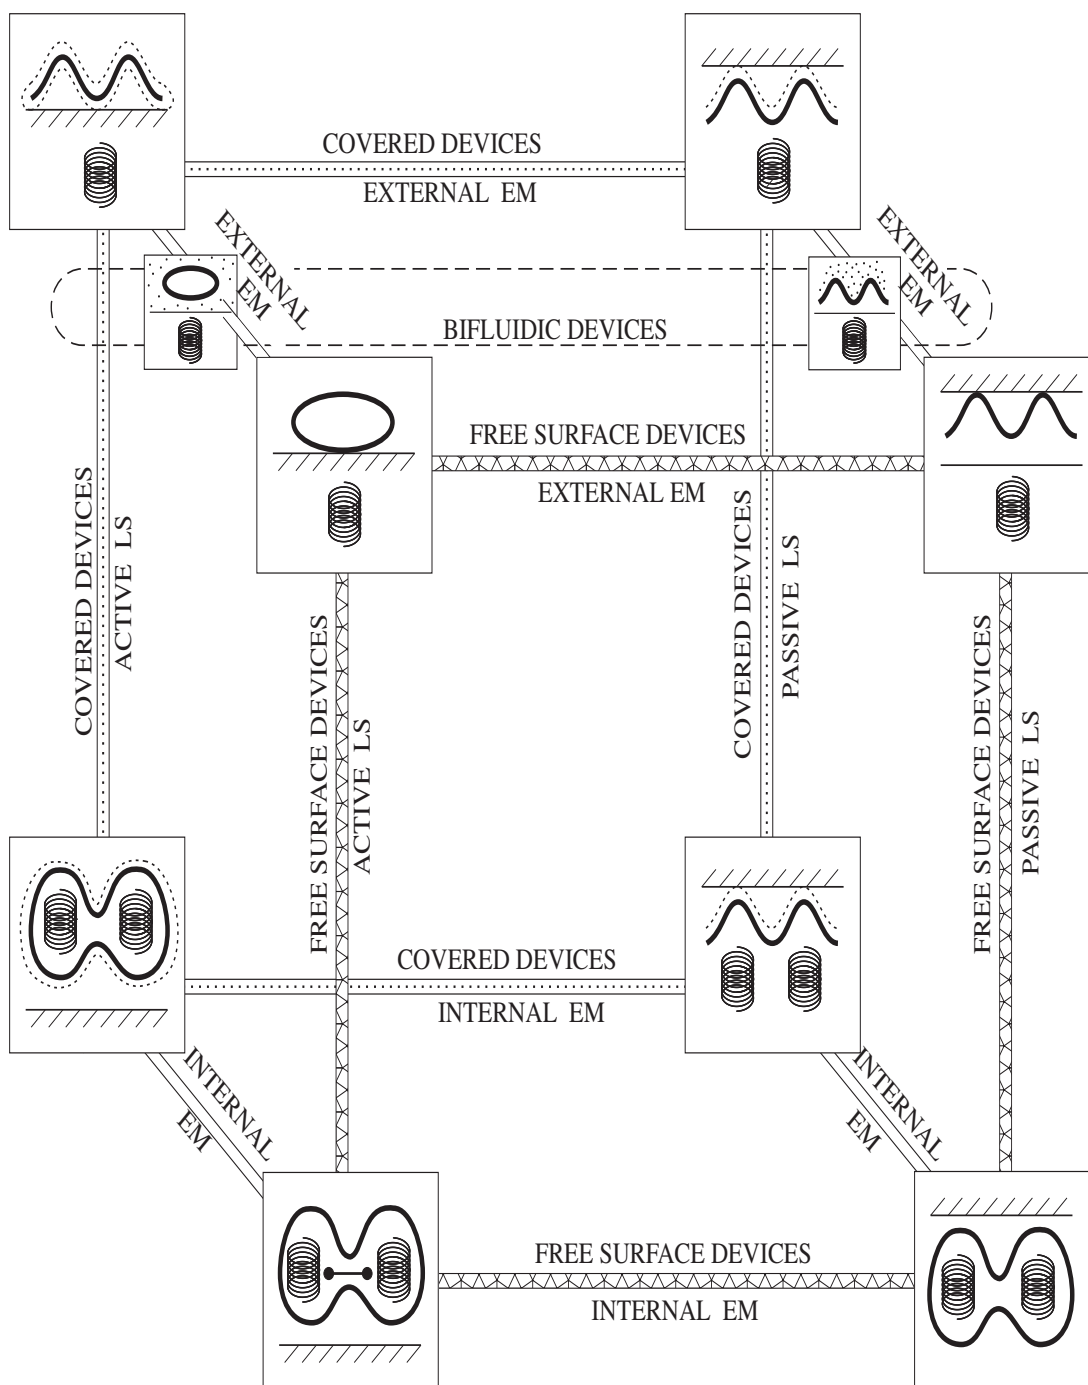 COVERED DEVICES
EXTERNAL EM
EXTERNAL
EM
EXTERNAL
EM
BIFLUIDIC DEVICES
FREE SURFACE DEVICES
EXTERNAL EM
COVERED DEVICES
ACTIVE LS
COVERED DEVICES
PASSIVE LS
FREE SURFACE DEVICES
ACTIVE LS
FREE SURFACE DEVICES
PASSIVE LS
COVERED DEVICES
INTERNAL EM
INTERNAL
EM
INTERNAL
EM
FREE SURFACE DEVICES
INTERNAL EM